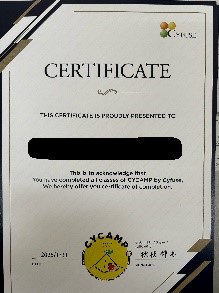 CYFUSE
CERTIFICATE
THIS CERTIFICATE IS PROUDLY PRESENTED TO
This is to acknowledge that
You have completed all classes of CYCAMP by Cyfuse.
We hereby offer you certificate of completion.
CYCAMP